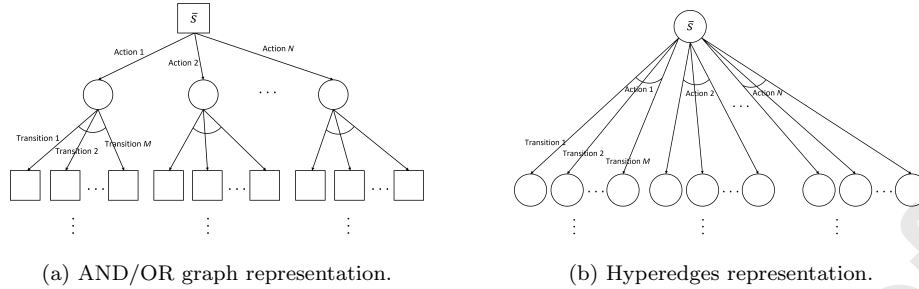 s̄
Action 1
Action 2
Action N
...
Transition 1
Transition 2
Transition M
... ... ...
⋮ ⋮ ⋮
(a) AND/OR graph representation.
s̄
Action 1
Action 2
Action N
...
Transition 1
Transition 2
Transition M
... ... ...
⋮ ⋮ ⋮
(b) Hyperedges representation.